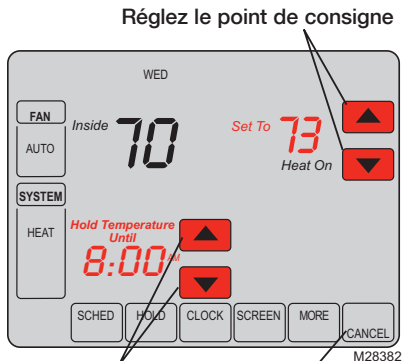 Réglez le point de consigne
WED
FAN
AUTO
Inside 70
Set To 73
Heat On
SYSTEM
HEAT
Hold Temperature
Until
8:00 AM
SCHED HOLD CLOCK SCREEN MORE CANCEL
M28382